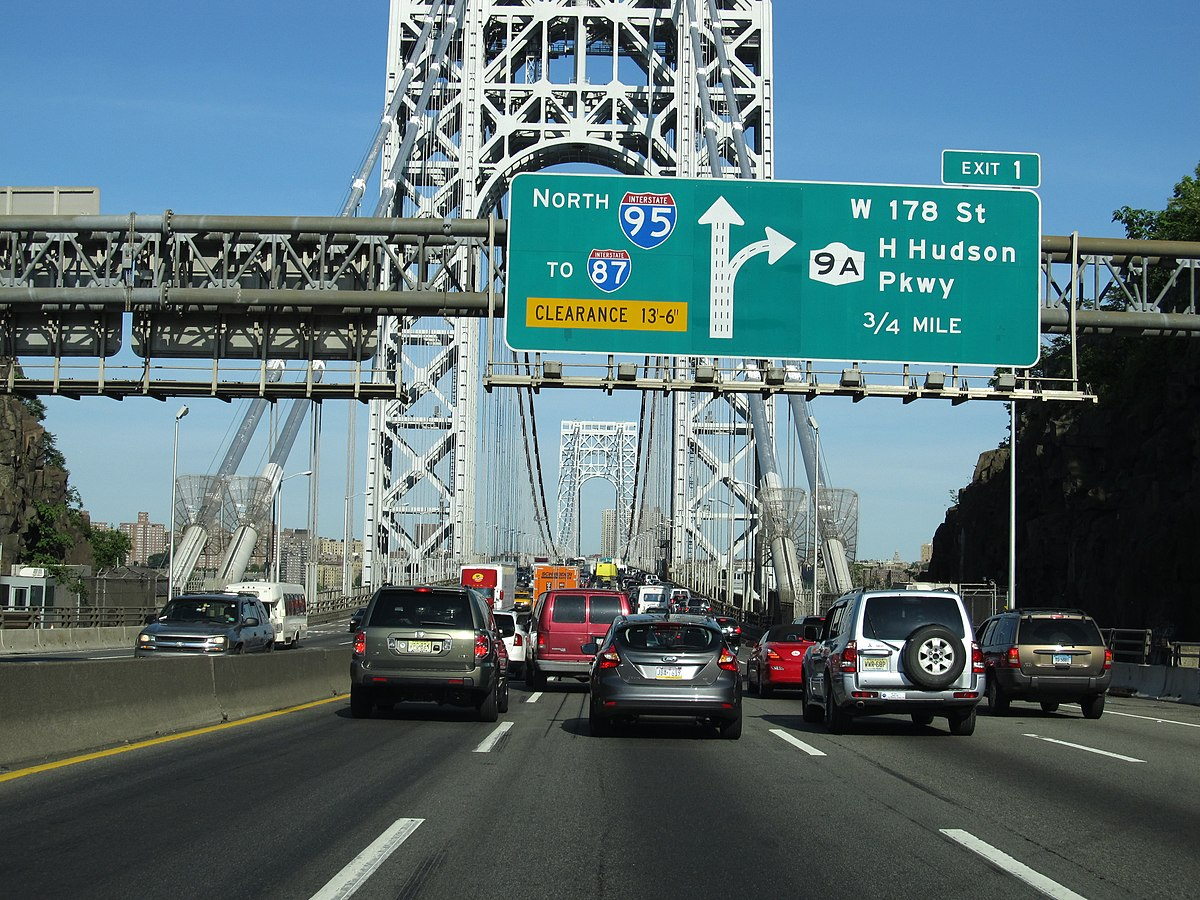 EXIT 1
NORTH
INTERSTATE
95
TO
INTERSTATE
87
CLEARANCE 13'-6"
W 178 St
9A
H Hudson
Pkwy
3/4 MILE